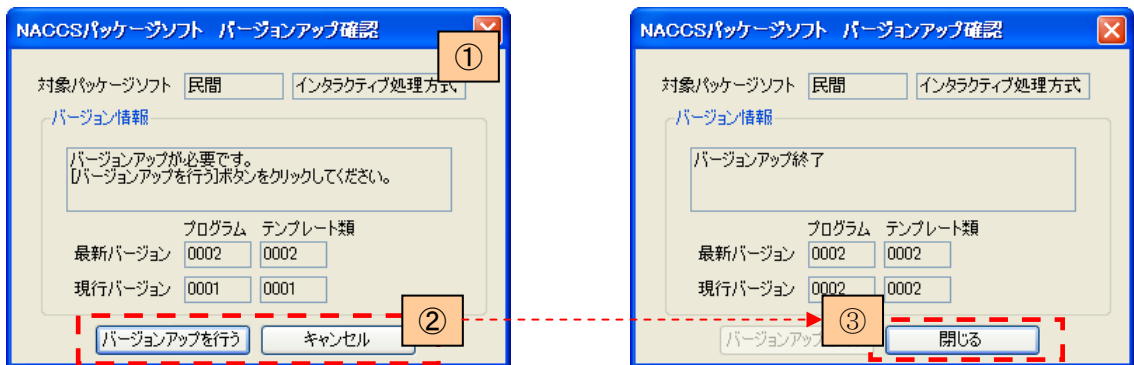 NACCSパッケージソフト バージョンアップ確認
①
対象パッケージソフト 民間 インタラクティブ処理方式
バージョン情報
バージョンアップが必要です。
[バージョンアップを行う]ボタンをクリックしてください。
プログラム テンプレート類
最新バージョン 0002 0002
現行バージョン 0001 0001
②
バージョンアップを行う キャンセル
NACCSパッケージソフト バージョンアップ確認
対象パッケージソフト 民間 インタラクティブ処理方式
バージョン情報
バージョンアップ終了
プログラム テンプレート類
最新バージョン 0002 0002
現行バージョン 0002 0002
③
バージョンアップ 閉じる